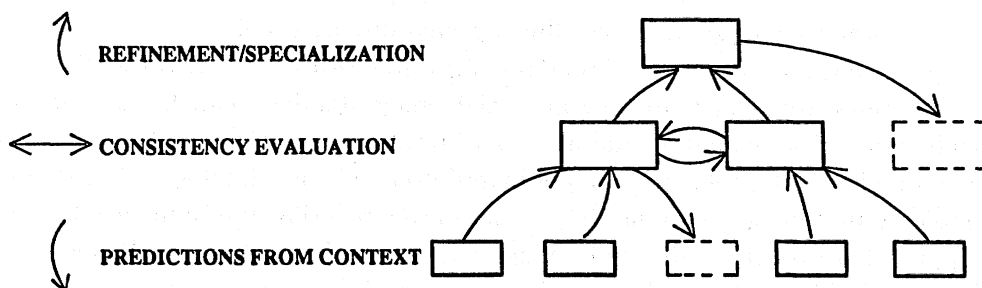 REFINEMENT/SPECIALIZATION
CONSISTENCY EVALUATION
PREDICTIONS FROM CONTEXT